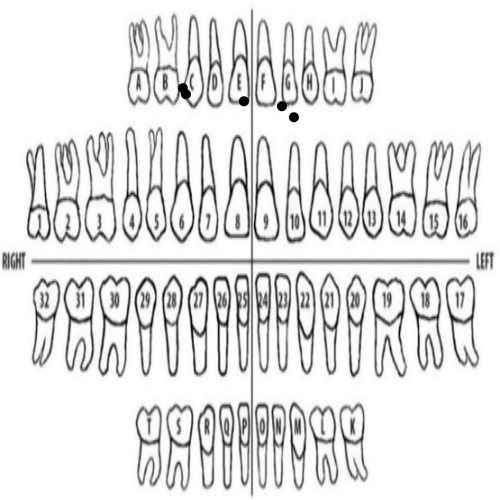 A B C D E F G H I J
1 2 3 4 5 6 7 8 9 10 11 12 13 14 15 16
RIGHT LEFT
32 31 30 29 28 27 26 25 24 23 22 21 20 19 18 17
T S R Q P O N M L K